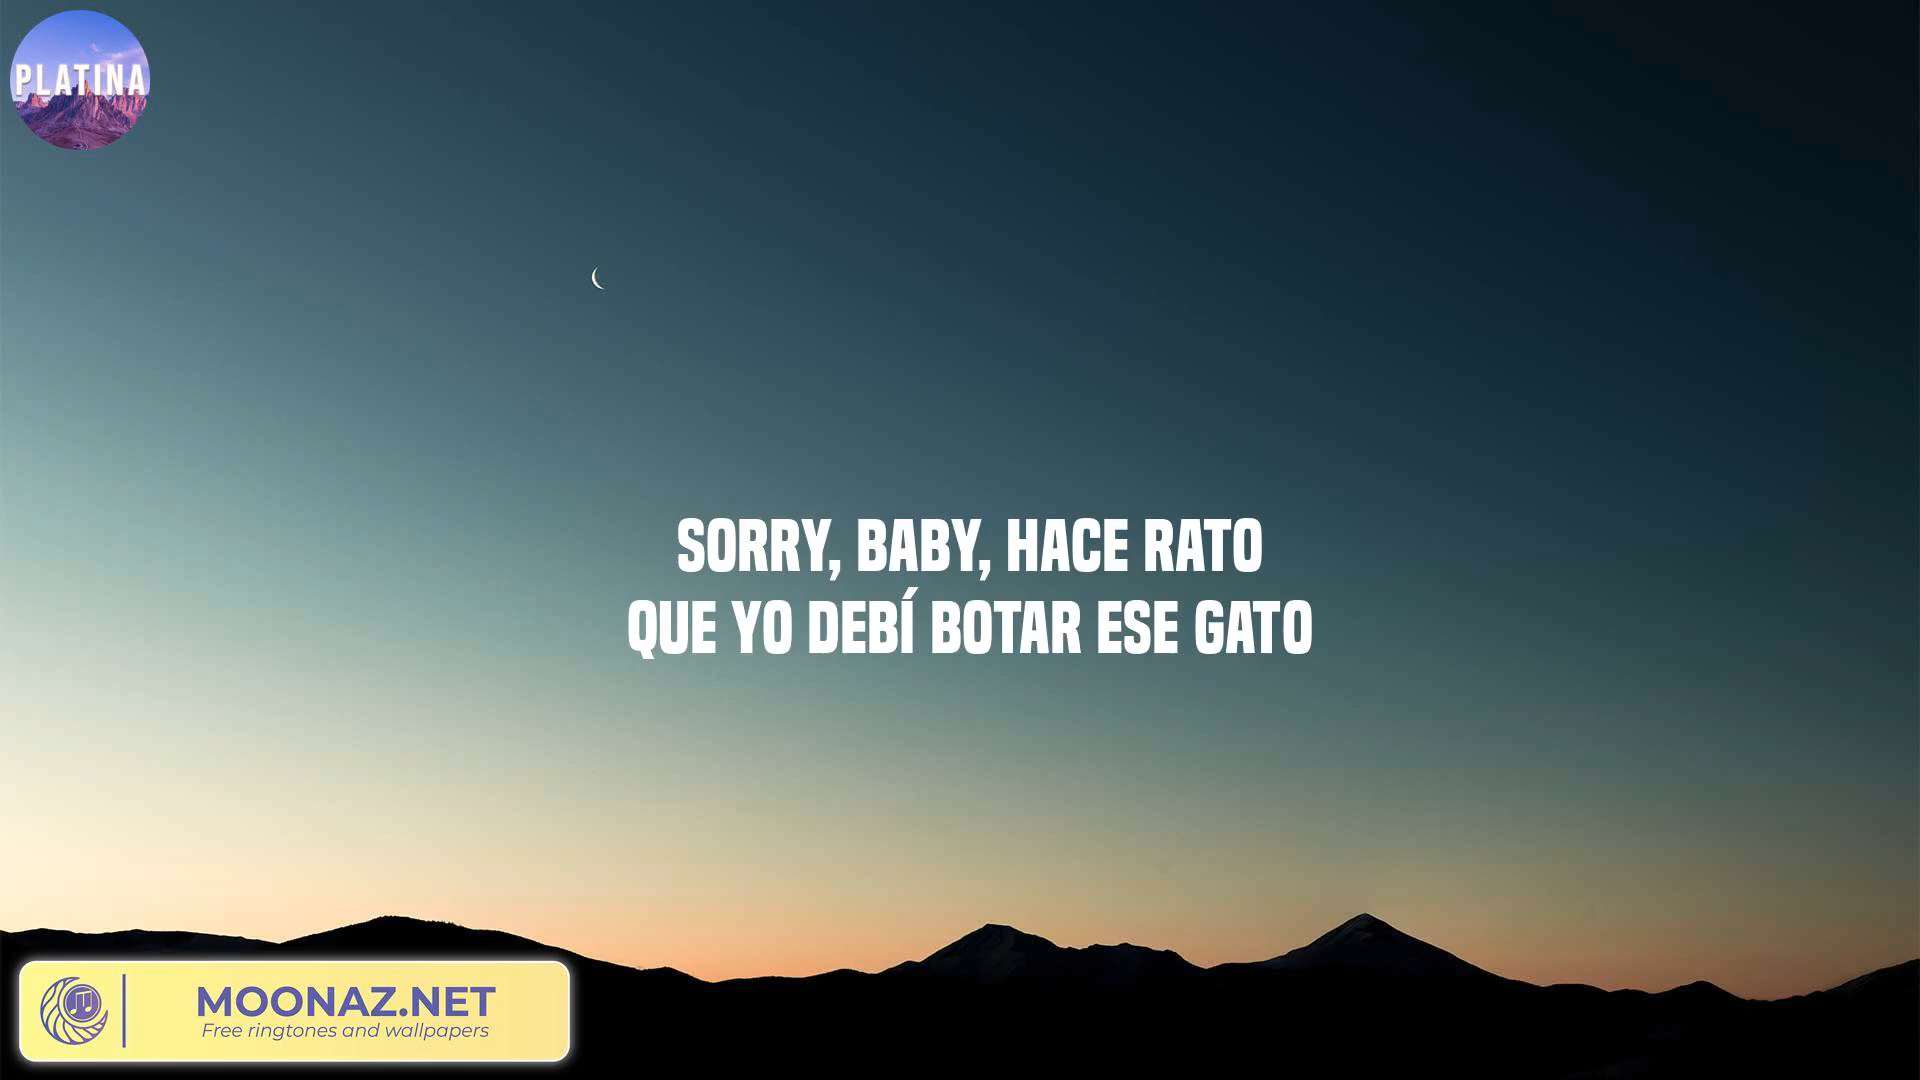 PLATINA
SORRY, BABY, HACE RATO
QUE YO DEBÍ BOTAR ESE GATO
MOONAZ.NET
Free ringtones and wallpapers